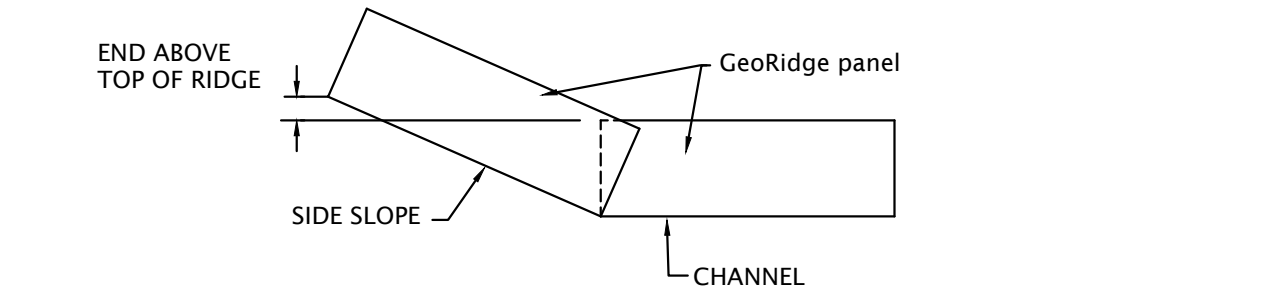 END ABOVE
TOP OF RIDGE
GeoRidge panel
SIDE SLOPE
CHANNEL